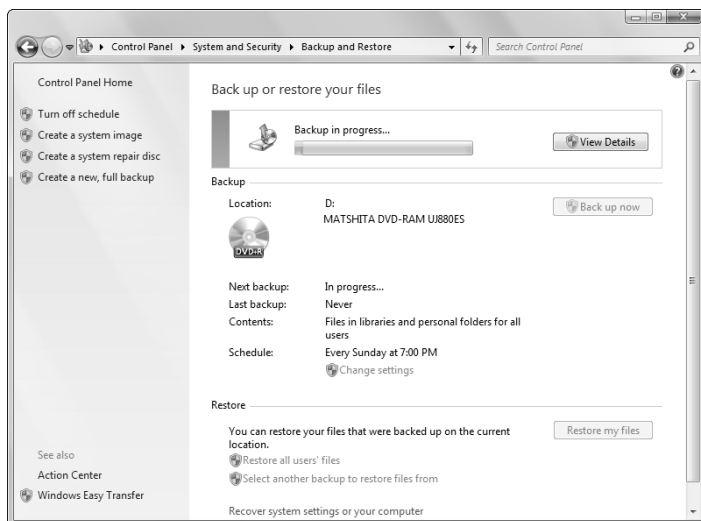 Control Panel ▸ System and Security ▸ Backup and Restore
Search Control Panel
Control Panel Home
Turn off schedule
Create a system image
Create a system repair disc
Create a new, full backup
Back up or restore your files
Backup in progress...
View Details
Backup
Location:
D:
MATSHITA DVD-RAM UJ880ES
Back up now
DVD+R
Next backup:
In progress...
Last backup:
Never
Contents:
Files in libraries and personal folders for all
users
Schedule:
Every Sunday at 7:00 PM
Change settings
Restore
You can restore your files that were backed up on the current
location.
Restore my files
Restore all users' files
Select another backup to restore files from
Recover system settings or your computer
See also
Action Center
Windows Easy Transfer